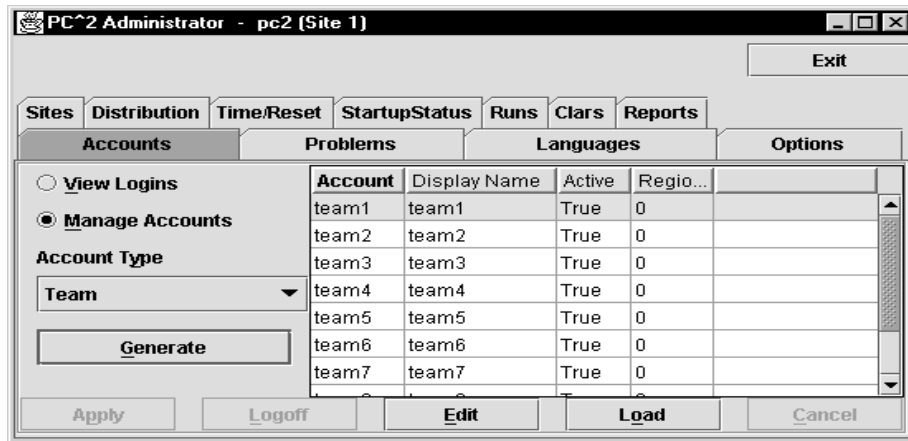 PC^2 Administrator - pc2 (Site 1)
Exit
Sites Distribution Time/Reset StartupStatus Runs Clars Reports
Accounts Problems Languages Options
View Logins
Manage Accounts
Account Type
Team
Generate
Account Display Name Active Regio...
team1 team1 True 0
team2 team2 True 0
team3 team3 True 0
team4 team4 True 0
team5 team5 True 0
team6 team6 True 0
team7 team7 True 0
Apply Logoff Edit Load Cancel